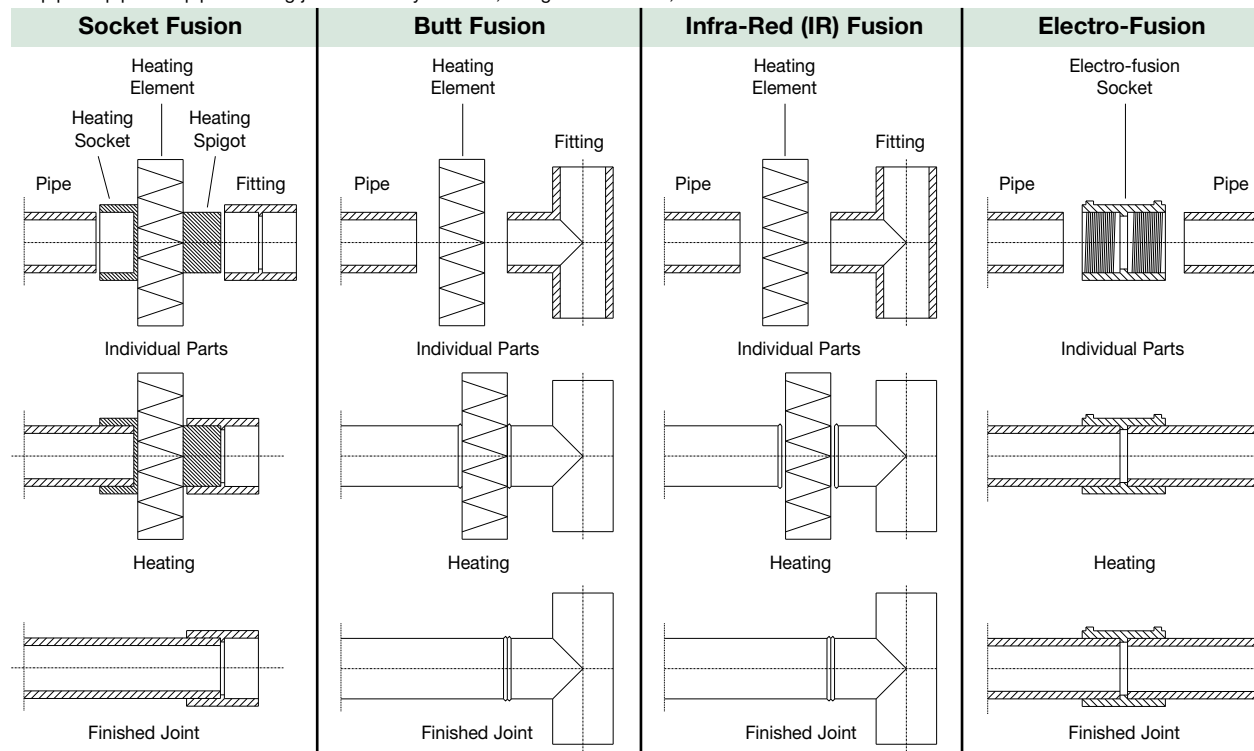 Socket Fusion
Heating
Element
Heating
Socket
Heating
Spigot
Pipe
Fitting
Individual Parts
Heating
Finished Joint
Butt Fusion
Heating
Element
Fitting
Pipe
Individual Parts
Heating
Finished Joint
Infra-Red (IR) Fusion
Heating
Element
Fitting
Pipe
Individual Parts
Heating
Finished Joint
Electro-Fusion
Electro-fusion
Socket
Pipe
Pipe
Individual Parts
Heating
Finished Joint